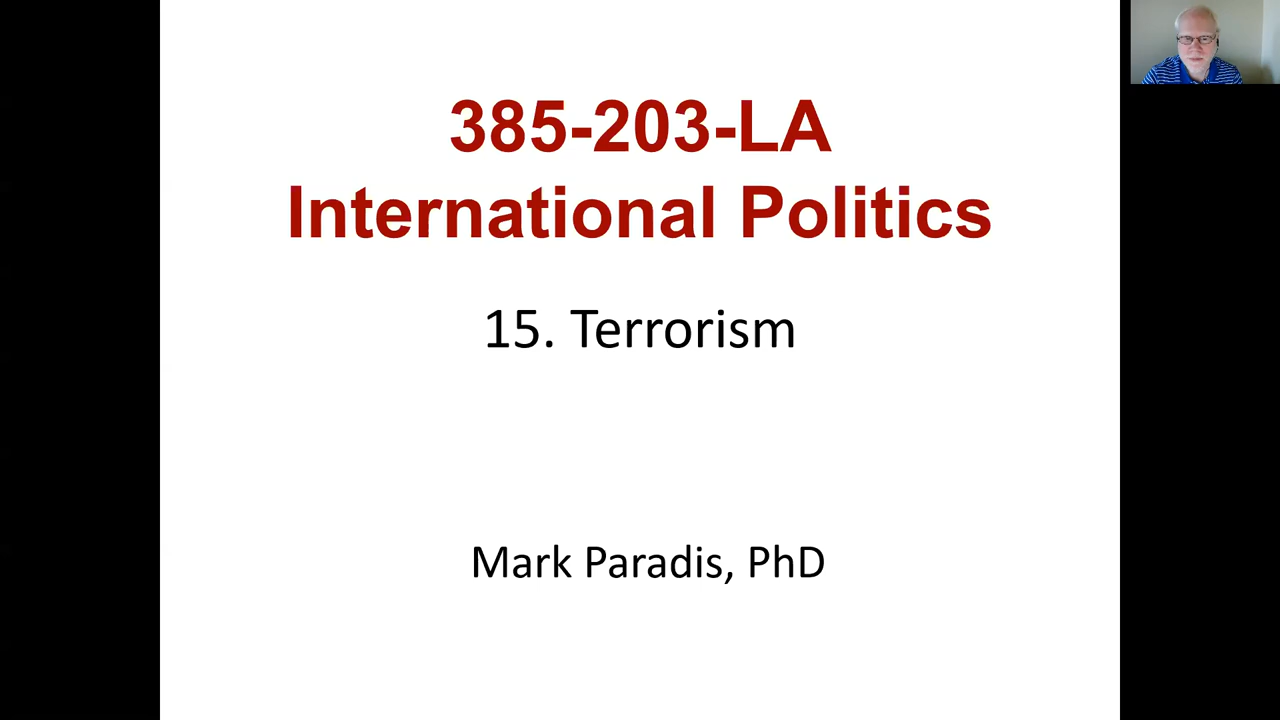 385-203-LA
International Politics
15. Terrorism
Mark Paradis, PhD